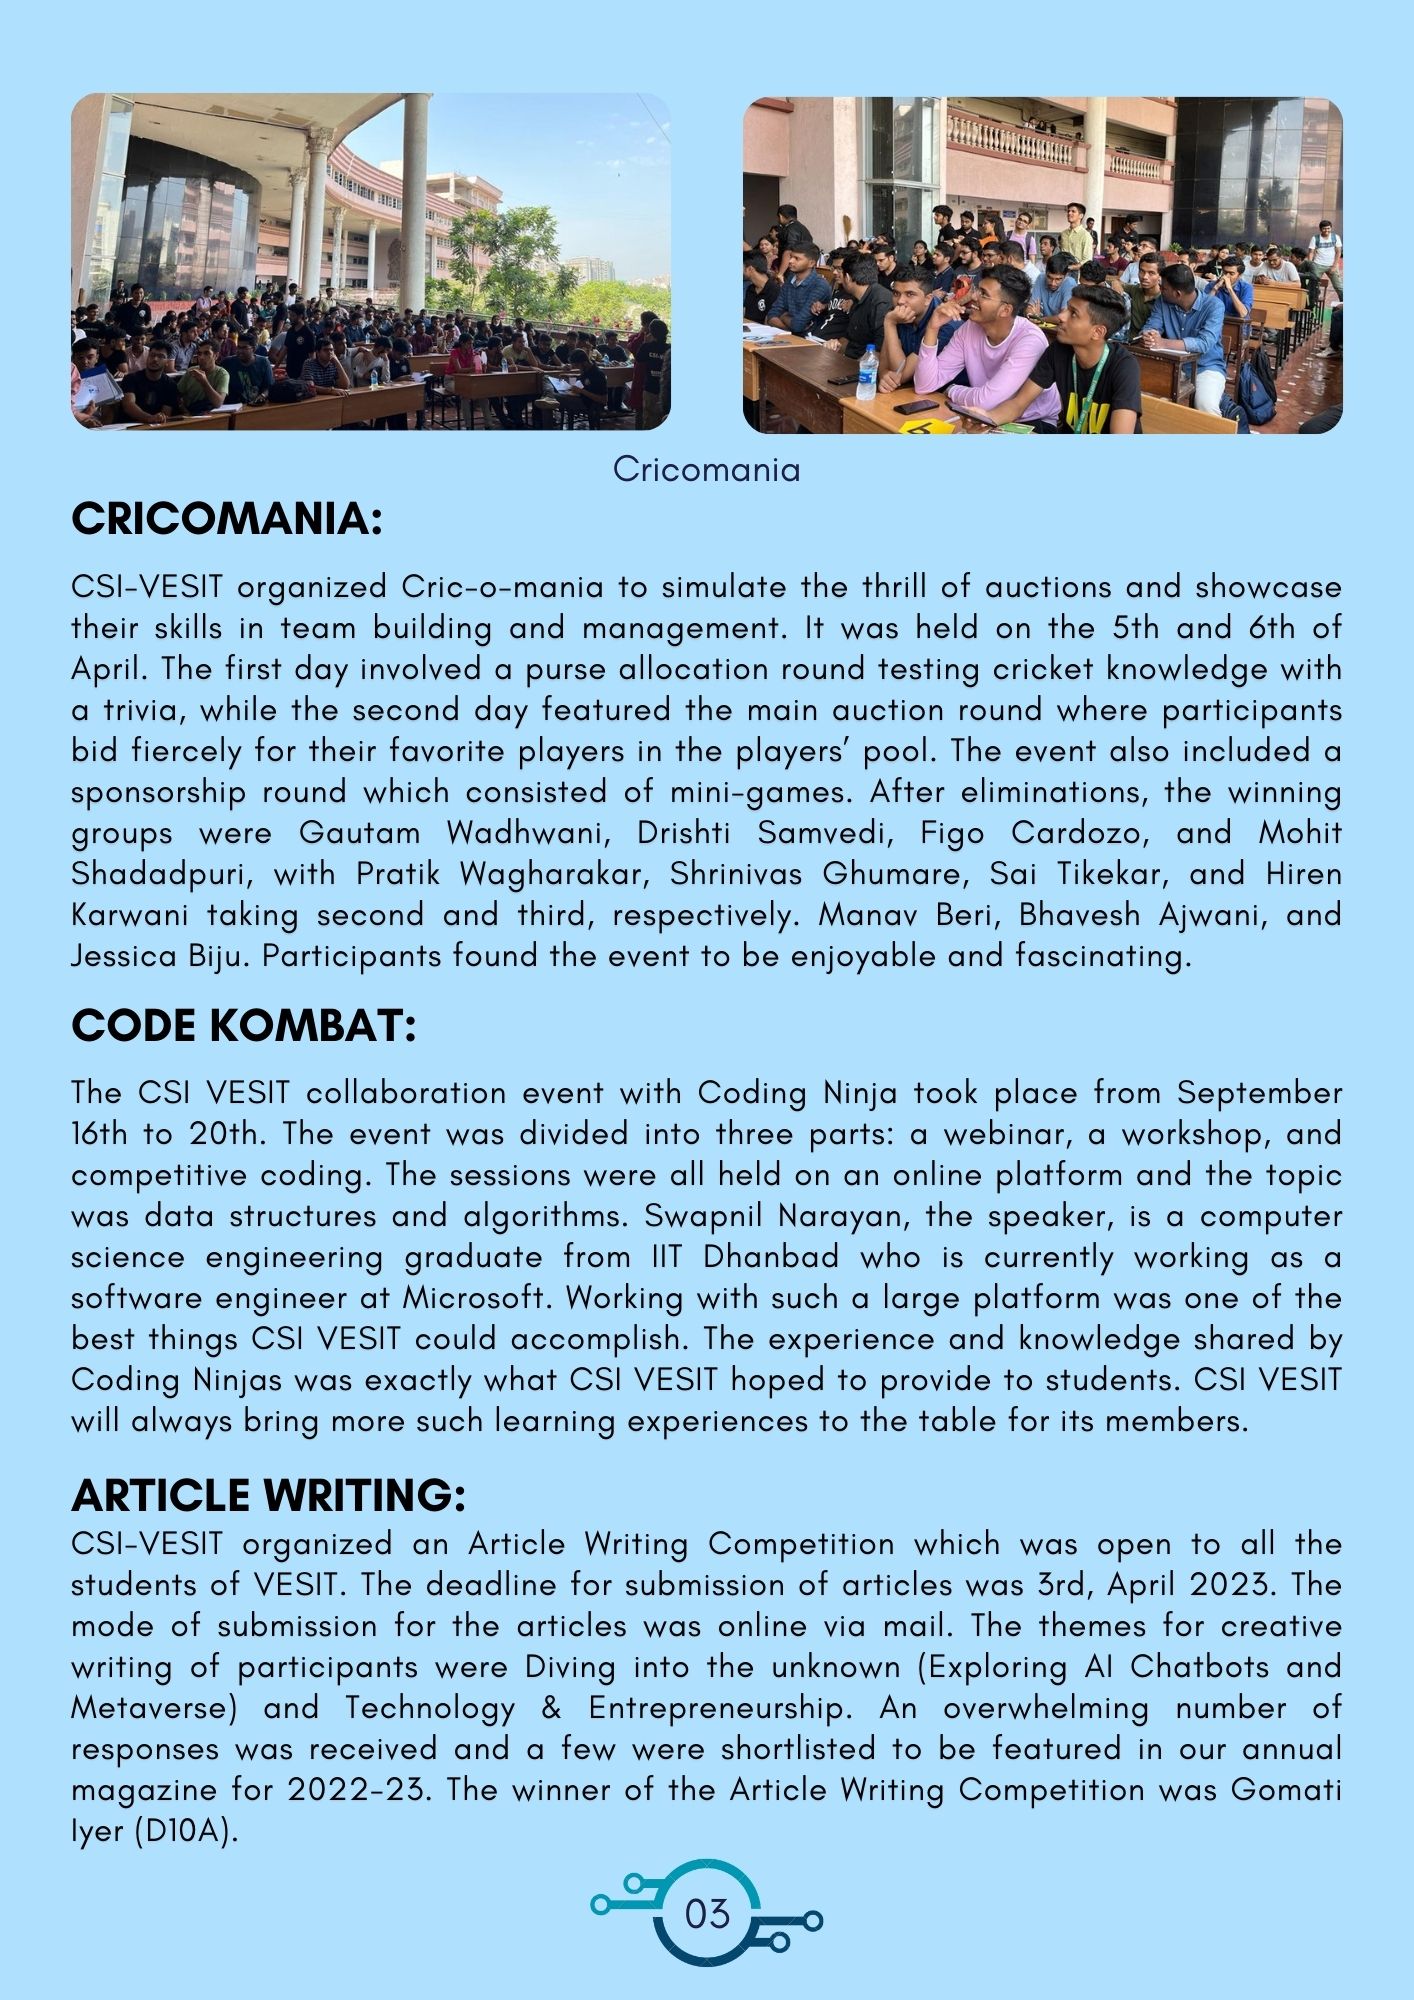 Cricomania
CRICOMANIA:
CSI-VESIT organized Cric-o-mania to simulate the thrill of auctions and showcase
their skills in team building and management. It was held on the 5th and 6th of
April. The first day involved a purse allocation round testing cricket knowledge with
a trivia, while the second day featured the main auction round where participants
bid fiercely for their favorite players in the players’ pool. The event also included a
sponsorship round which consisted of mini-games. After eliminations, the winning
groups were Gautam Wadhwani, Drishti Samvedi, Figo Cardozo, and Mohit
Shadadpuri, with Pratik Wagharakar, Shrinivas Ghumare, Sai Tikekar, and Hiren
Karwani taking second and third, respectively. Manav Beri, Bhavesh Ajwani, and
Jessica Biju. Participants found the event to be enjoyable and fascinating.
CODE KOMBAT:
The CSI VESIT collaboration event with Coding Ninja took place from September
16th to 20th. The event was divided into three parts: a webinar, a workshop, and
competitive coding. The sessions were all held on an online platform and the topic
was data structures and algorithms. Swapnil Narayan, the speaker, is a computer
science engineering graduate from IIT Dhanbad who is currently working as a
software engineer at Microsoft. Working with such a large platform was one of the
best things CSI VESIT could accomplish. The experience and knowledge shared by
Coding Ninjas was exactly what CSI VESIT hoped to provide to students. CSI VESIT
will always bring more such learning experiences to the table for its members.
ARTICLE WRITING:
CSI-VESIT organized an Article Writing Competition which was open to all the
students of VESIT. The deadline for submission of articles was 3rd, April 2023. The
mode of submission for the articles was online via mail. The themes for creative
writing of participants were Diving into the unknown (Exploring AI Chatbots and
Metaverse) and Technology & Entrepreneurship. An overwhelming number of
responses was received and a few were shortlisted to be featured in our annual
magazine for 2022-23. The winner of the Article Writing Competition was Gomati
Iyer (D10A).
03